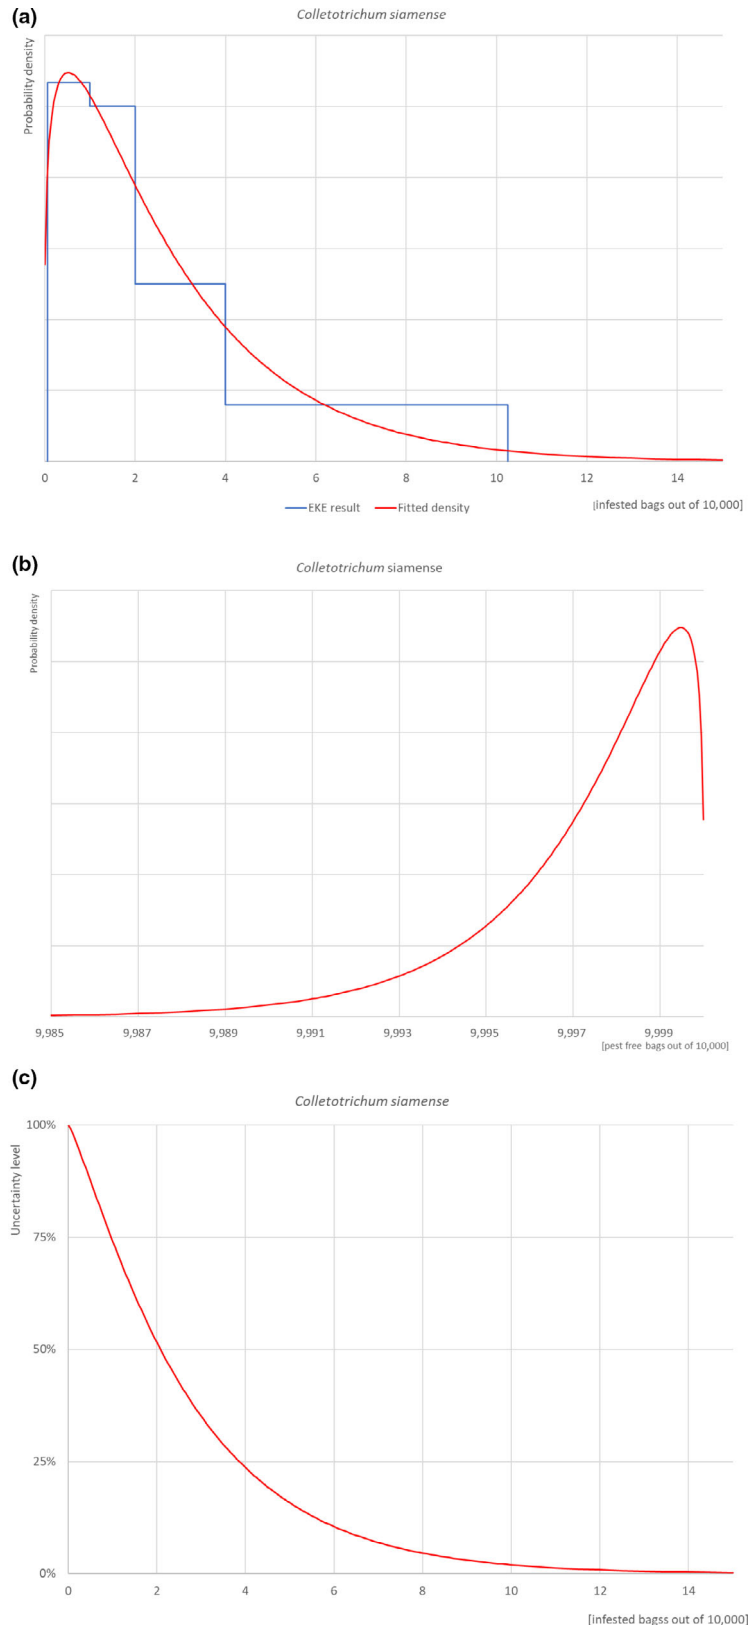 (a)
Colletotrichum siamense
Probability density
0 2 4 6 8 10 12 14
EKE result Fitted density
[infested bags out of 10,000]
(b)
Colletotrichum siamense
Probability density
9,985 9,987 9,989 9,991 9,993 9,995 9,997 9,999
[pest free bags out of 10,000]
(c)
Colletotrichum siamense
Uncertainty level
100%
75%
50%
25%
0%
0 2 4 6 8 10 12 14
[infested bagss out of 10,000]